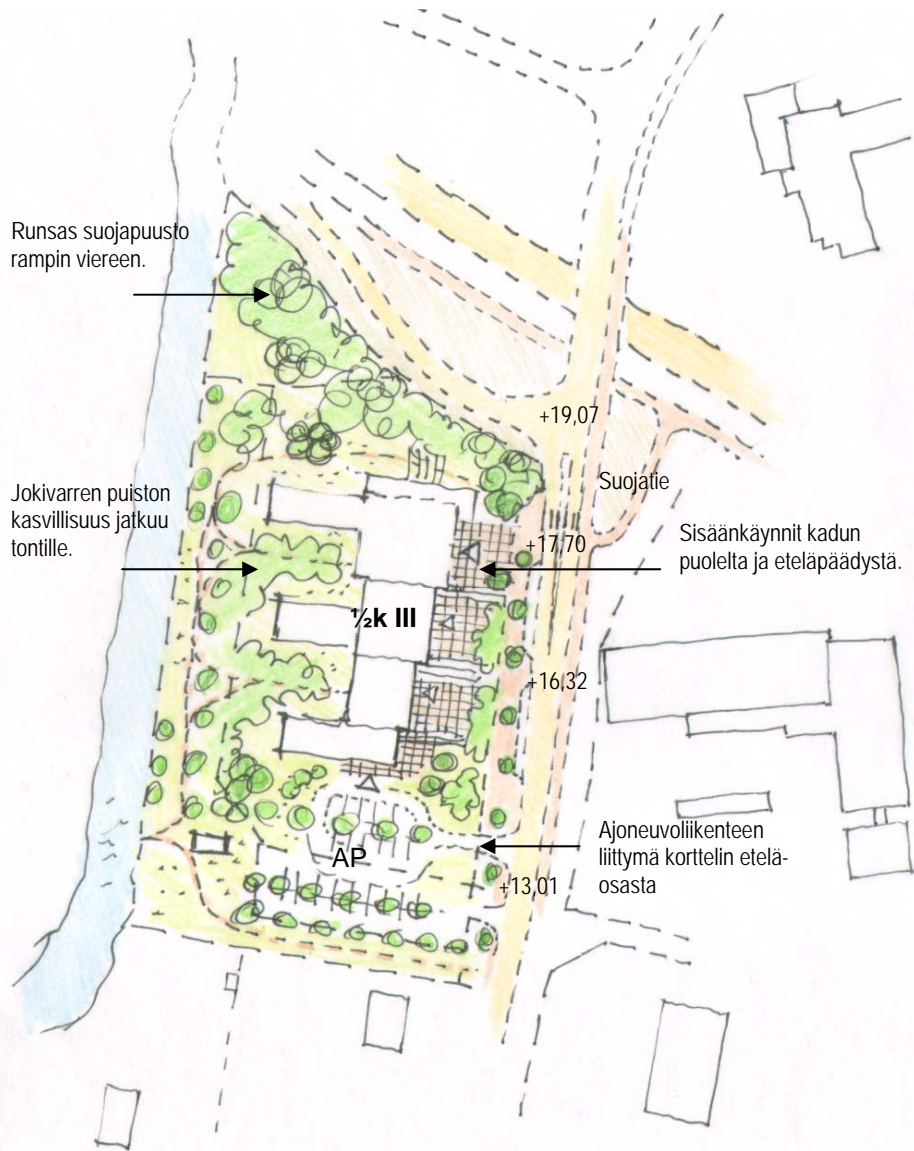 Runsas suojapuusto
rampin viereen.
+19,07
Suojatie
Jokivarren puiston
kasvillisuus jatkuu
tontille.
+17,70
Sisäänkäynnit kadun
puolelta ja eteläpäädystä.
½k III
+16,32
Ajoneuvoliikenteen
liittymä korttelin etelä-
osasta
AP
+13,01